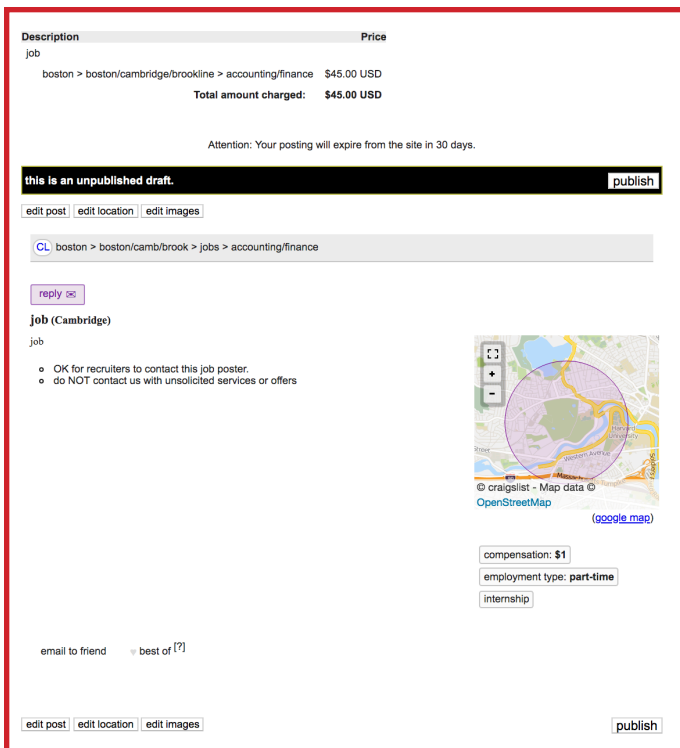 Description Price
job
boston > boston/cambridge/brookline > accounting/finance $45.00 USD
Total amount charged: $45.00 USD
Attention: Your posting will expire from the site in 30 days.
this is an unpublished draft. publish
edit post edit location edit images
CL boston > boston/camb/brook > jobs > accounting/finance
reply
job (Cambridge)
job
OK for recruiters to contact this job poster.
do NOT contact us with unsolicited services or offers
+
-
Harvard
University
Western Avenue
© craigslist - Map data ©
OpenStreetMap
(google map)
compensation: $1
employment type: part-time
internship
email to friend best of [?]
edit post edit location edit images publish